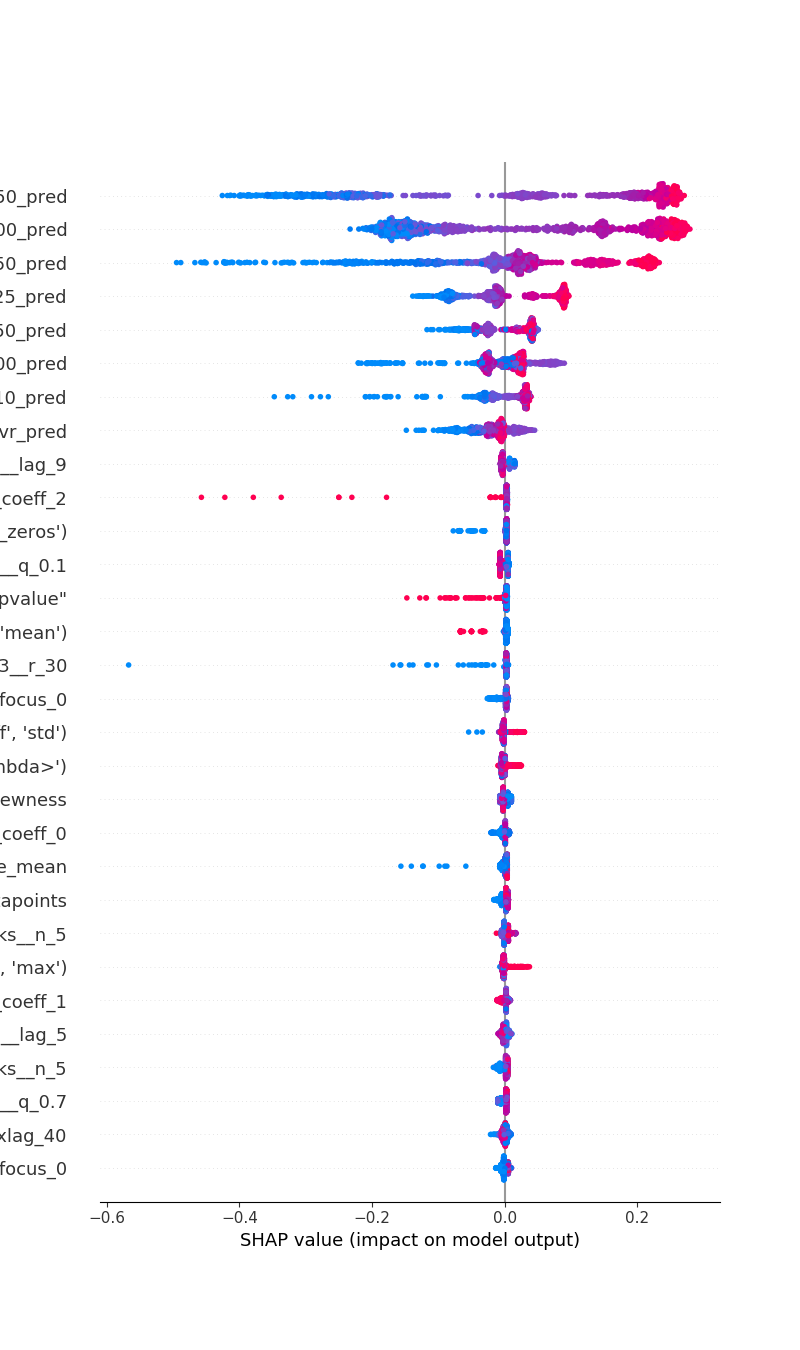 50_pred
00_pred
50_pred
25_pred
50_pred
00_pred
10_pred
vr_pred
__lag_9
_coeff_2
_zeros')
__q_0.1
pvalue"
'mean')
3__r_30
focus_0
f', 'std')
nbda>')
ewness
_coeff_0
e_mean
apoints
ks__n_5
, 'max')
_coeff_1
__lag_5
ks__n_5
__q_0.7
xlag_40
focus_0
−0.6 −0.4 −0.2 0.0 0.2
SHAP value (impact on model output)